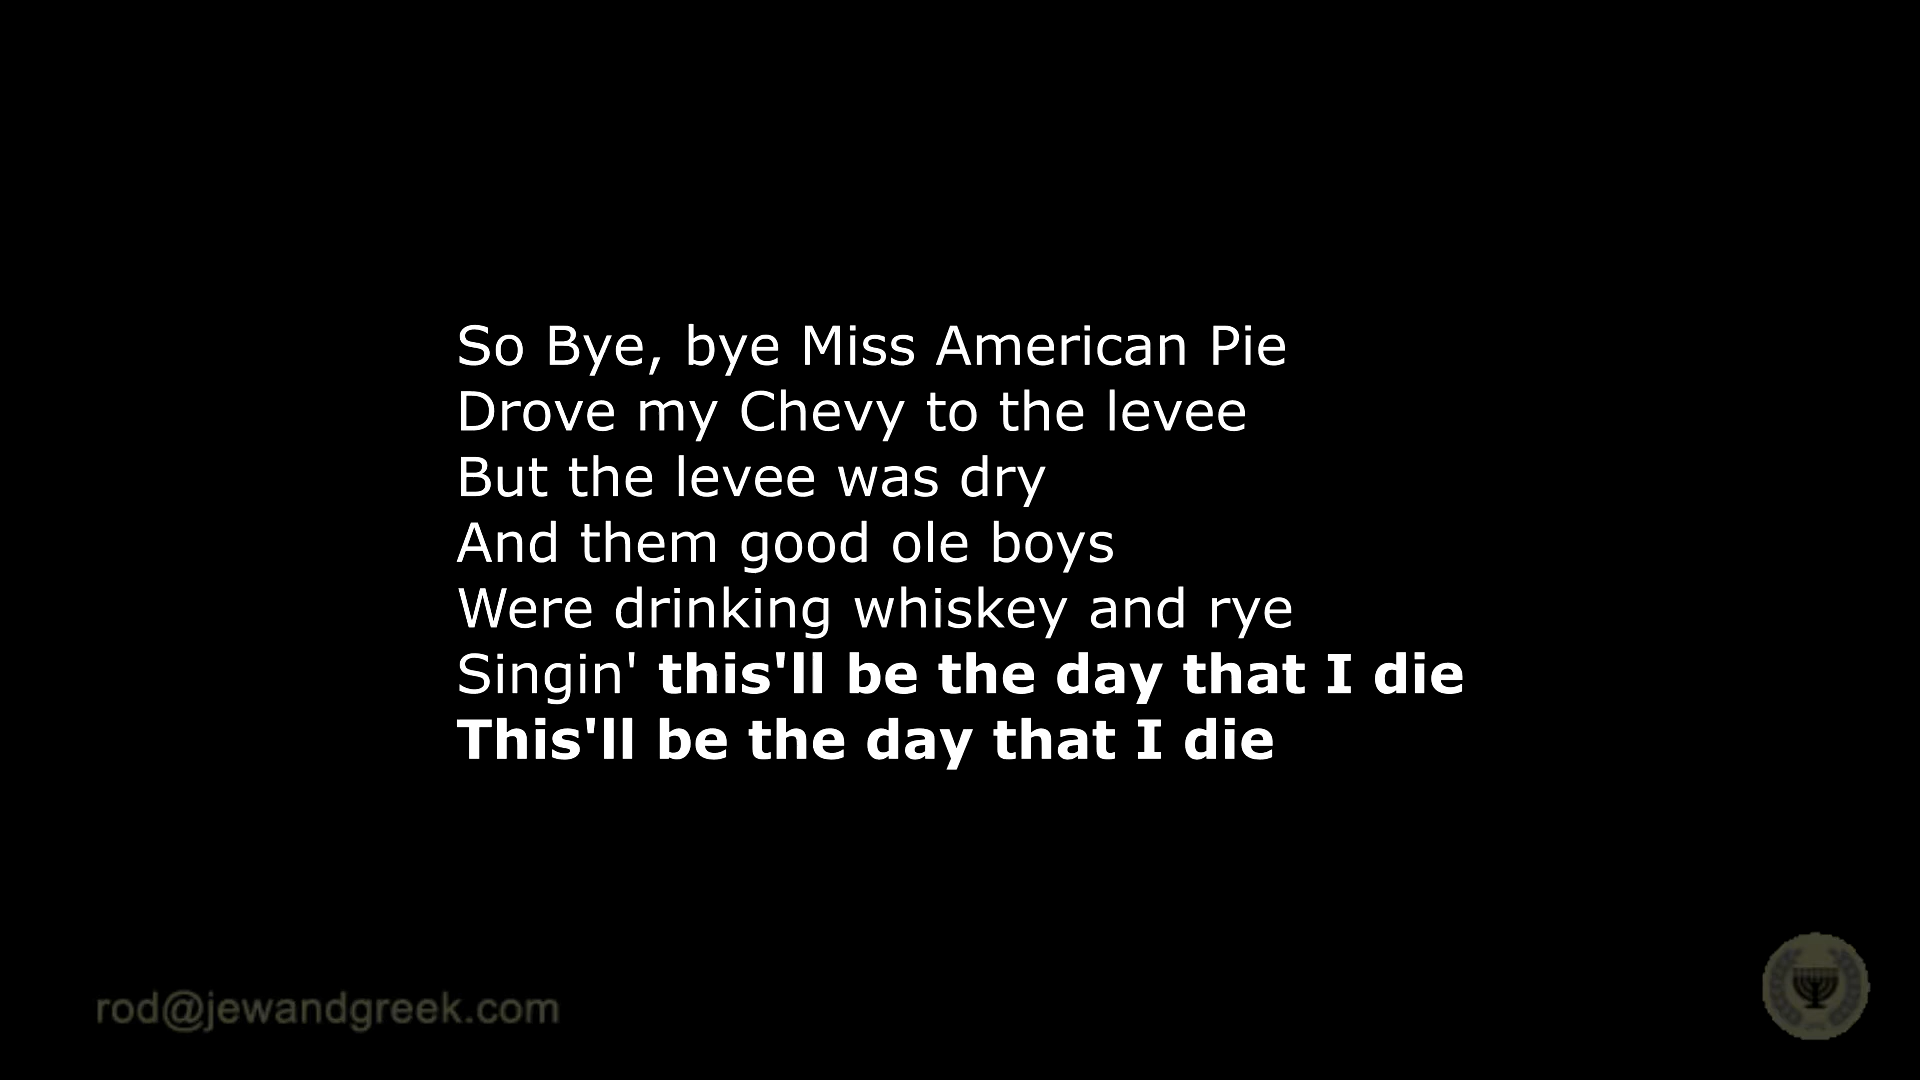 So Bye, bye Miss American Pie
Drove my Chevy to the levee
But the levee was dry
And them good ole boys
Were drinking whiskey and rye
Singin' this'll be the day that I die
This'll be the day that I die
rod@jewandgreek.com